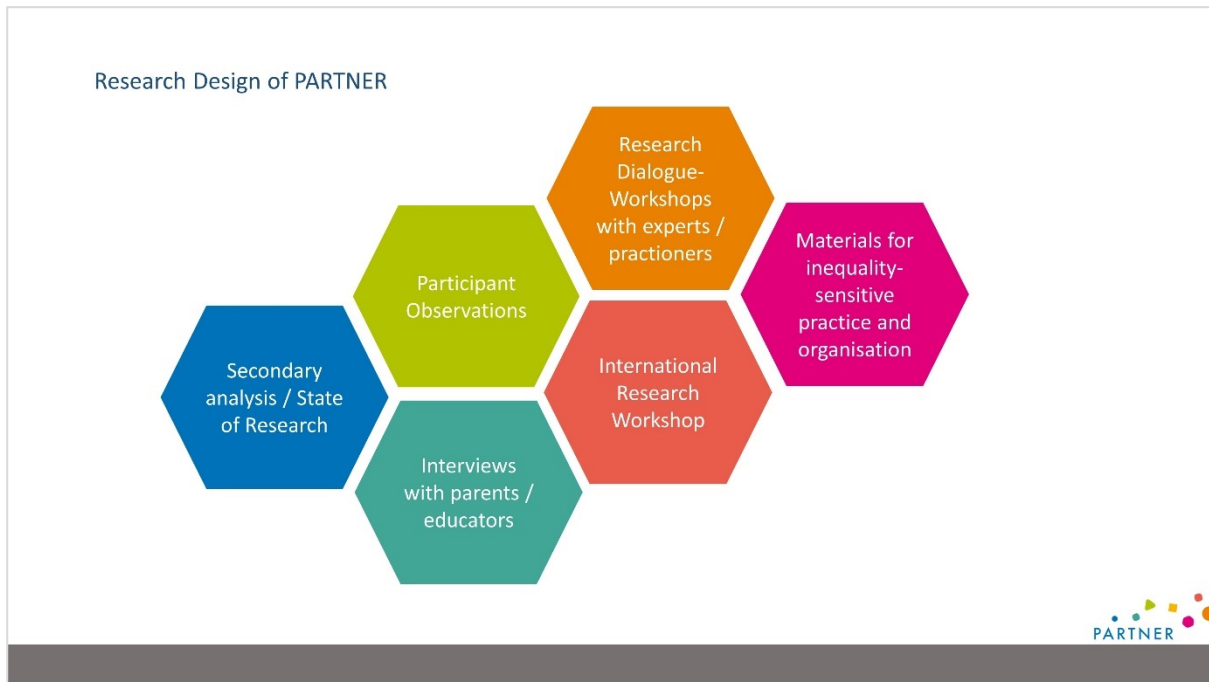 Research Design of PARTNER
Secondary
analysis / State
of Research
Participant
Observations
Interviews
with parents /
educators
Research
Dialogue-
Workshops
with experts /
practioners
International
Research
Workshop
Materials for
inequality-
sensitive
practice and
organisation
PARTNER